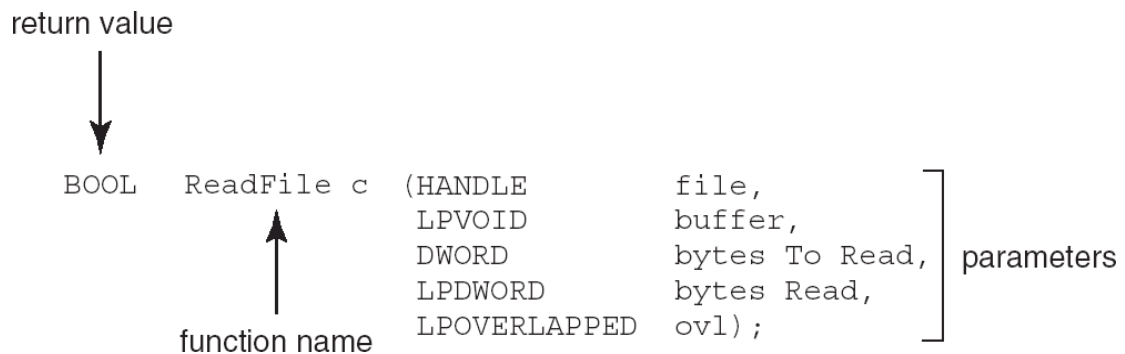 return value
BOOL ReadFile c (HANDLE file,
LPVOID buffer,
DWORD bytes To Read,
LPDWORD bytes Read,
LPOVERLAPPED ovl);
parameters
function name